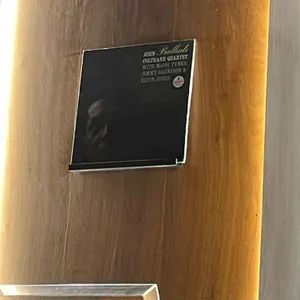 JOHN Ballads
COLTRANE QUARTET
WITH McCOY TYNER
JIMMY GARRISON &
ELVIN JONES